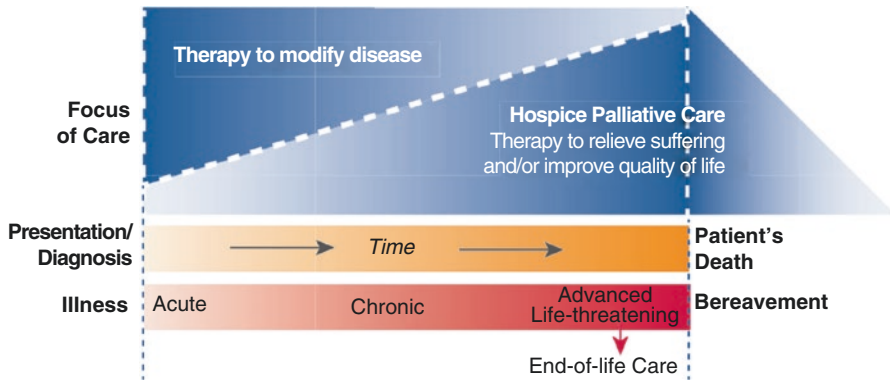 Therapy to modify disease
Focus
of Care
Hospice Palliative Care
Therapy to relieve suffering
and/or improve quality of life
Presentation/
Diagnosis
Time
Patient's
Death
Illness
Acute
Chronic
Advanced
Life-threatening
Bereavement
End-of-life Care